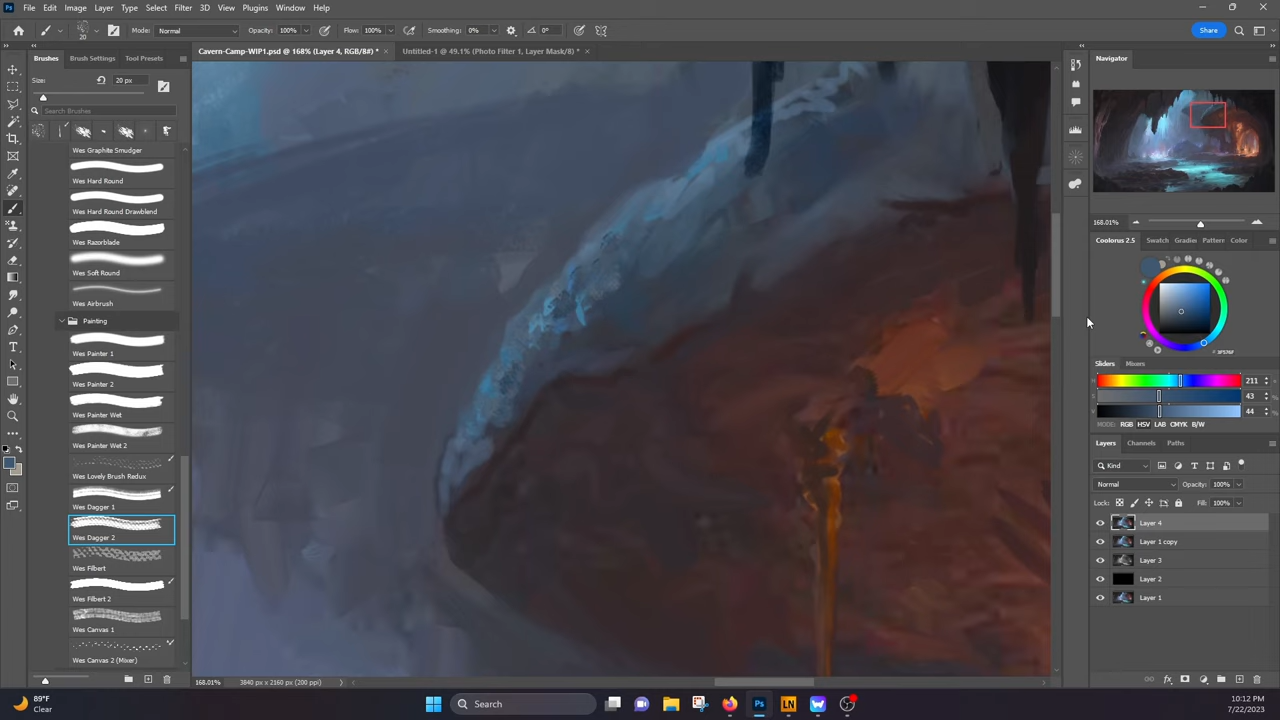 File Edit Image Layer Type Select Filter 3D View Plugins Window Help
Mode: Normal Opacity: 100% Flow: 100% Smoothing: 0% 0° Share
20
Cavern-Camp-WIP1.psd @ 168% (Layer 4, RGB/8#) * Untitled-1 @ 49.1% (Photo Filter 1, Layer Mask/8) *
Brushes Brush Settings Tool Presets
Size: 20 px
Search Brushes
Wes Graphite Smudger
Wes Hard Round
Wes Hard Round Drawblend
Wes Razorblade
Wes Soft Round
Wes Airbrush
Painting
Wes Painter 1
Wes Painter 2
Wes Painter Wet
Wes Painter Wet 2
Wes Lovely Brush Redux
Wes Dagger 1
Wes Dagger 2
Wes Filbert
Wes Filbert 2
Wes Canvas 1
Wes Canvas 2 (Mixer)
Navigator
168.01%
Coolorus 2.5 Swatch Gradien Pattern Color
Sliders Mixers
H 211
S 43
V 44
MODE: RGB HSV LAB CMYK B/W
Layers Channels Paths
Kind
Normal Opacity: 100%
Lock: Fill: 100%
Layer 4
Layer 1 copy
Layer 3
Layer 2
Layer 1
168.01% 3840 px x 2160 px (200 ppi)
89°F
Clear
Search
10:12 PM
7/22/2023